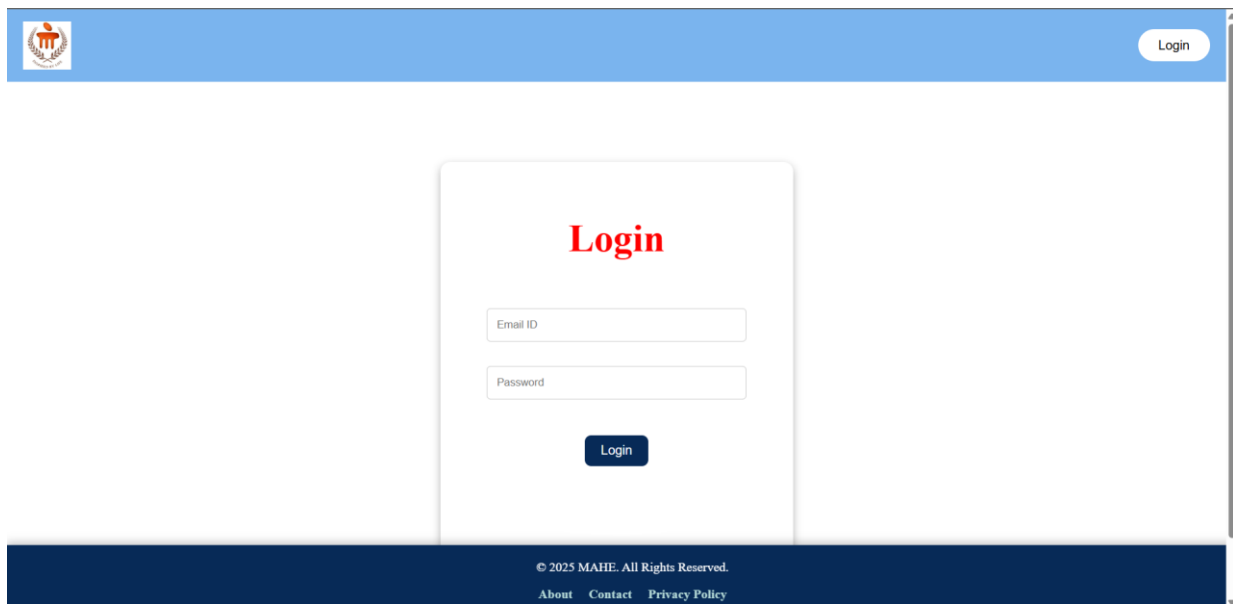 Login
Login
Email ID
Password
Login
© 2025 MAHE. All Rights Reserved.
About Contact Privacy Policy